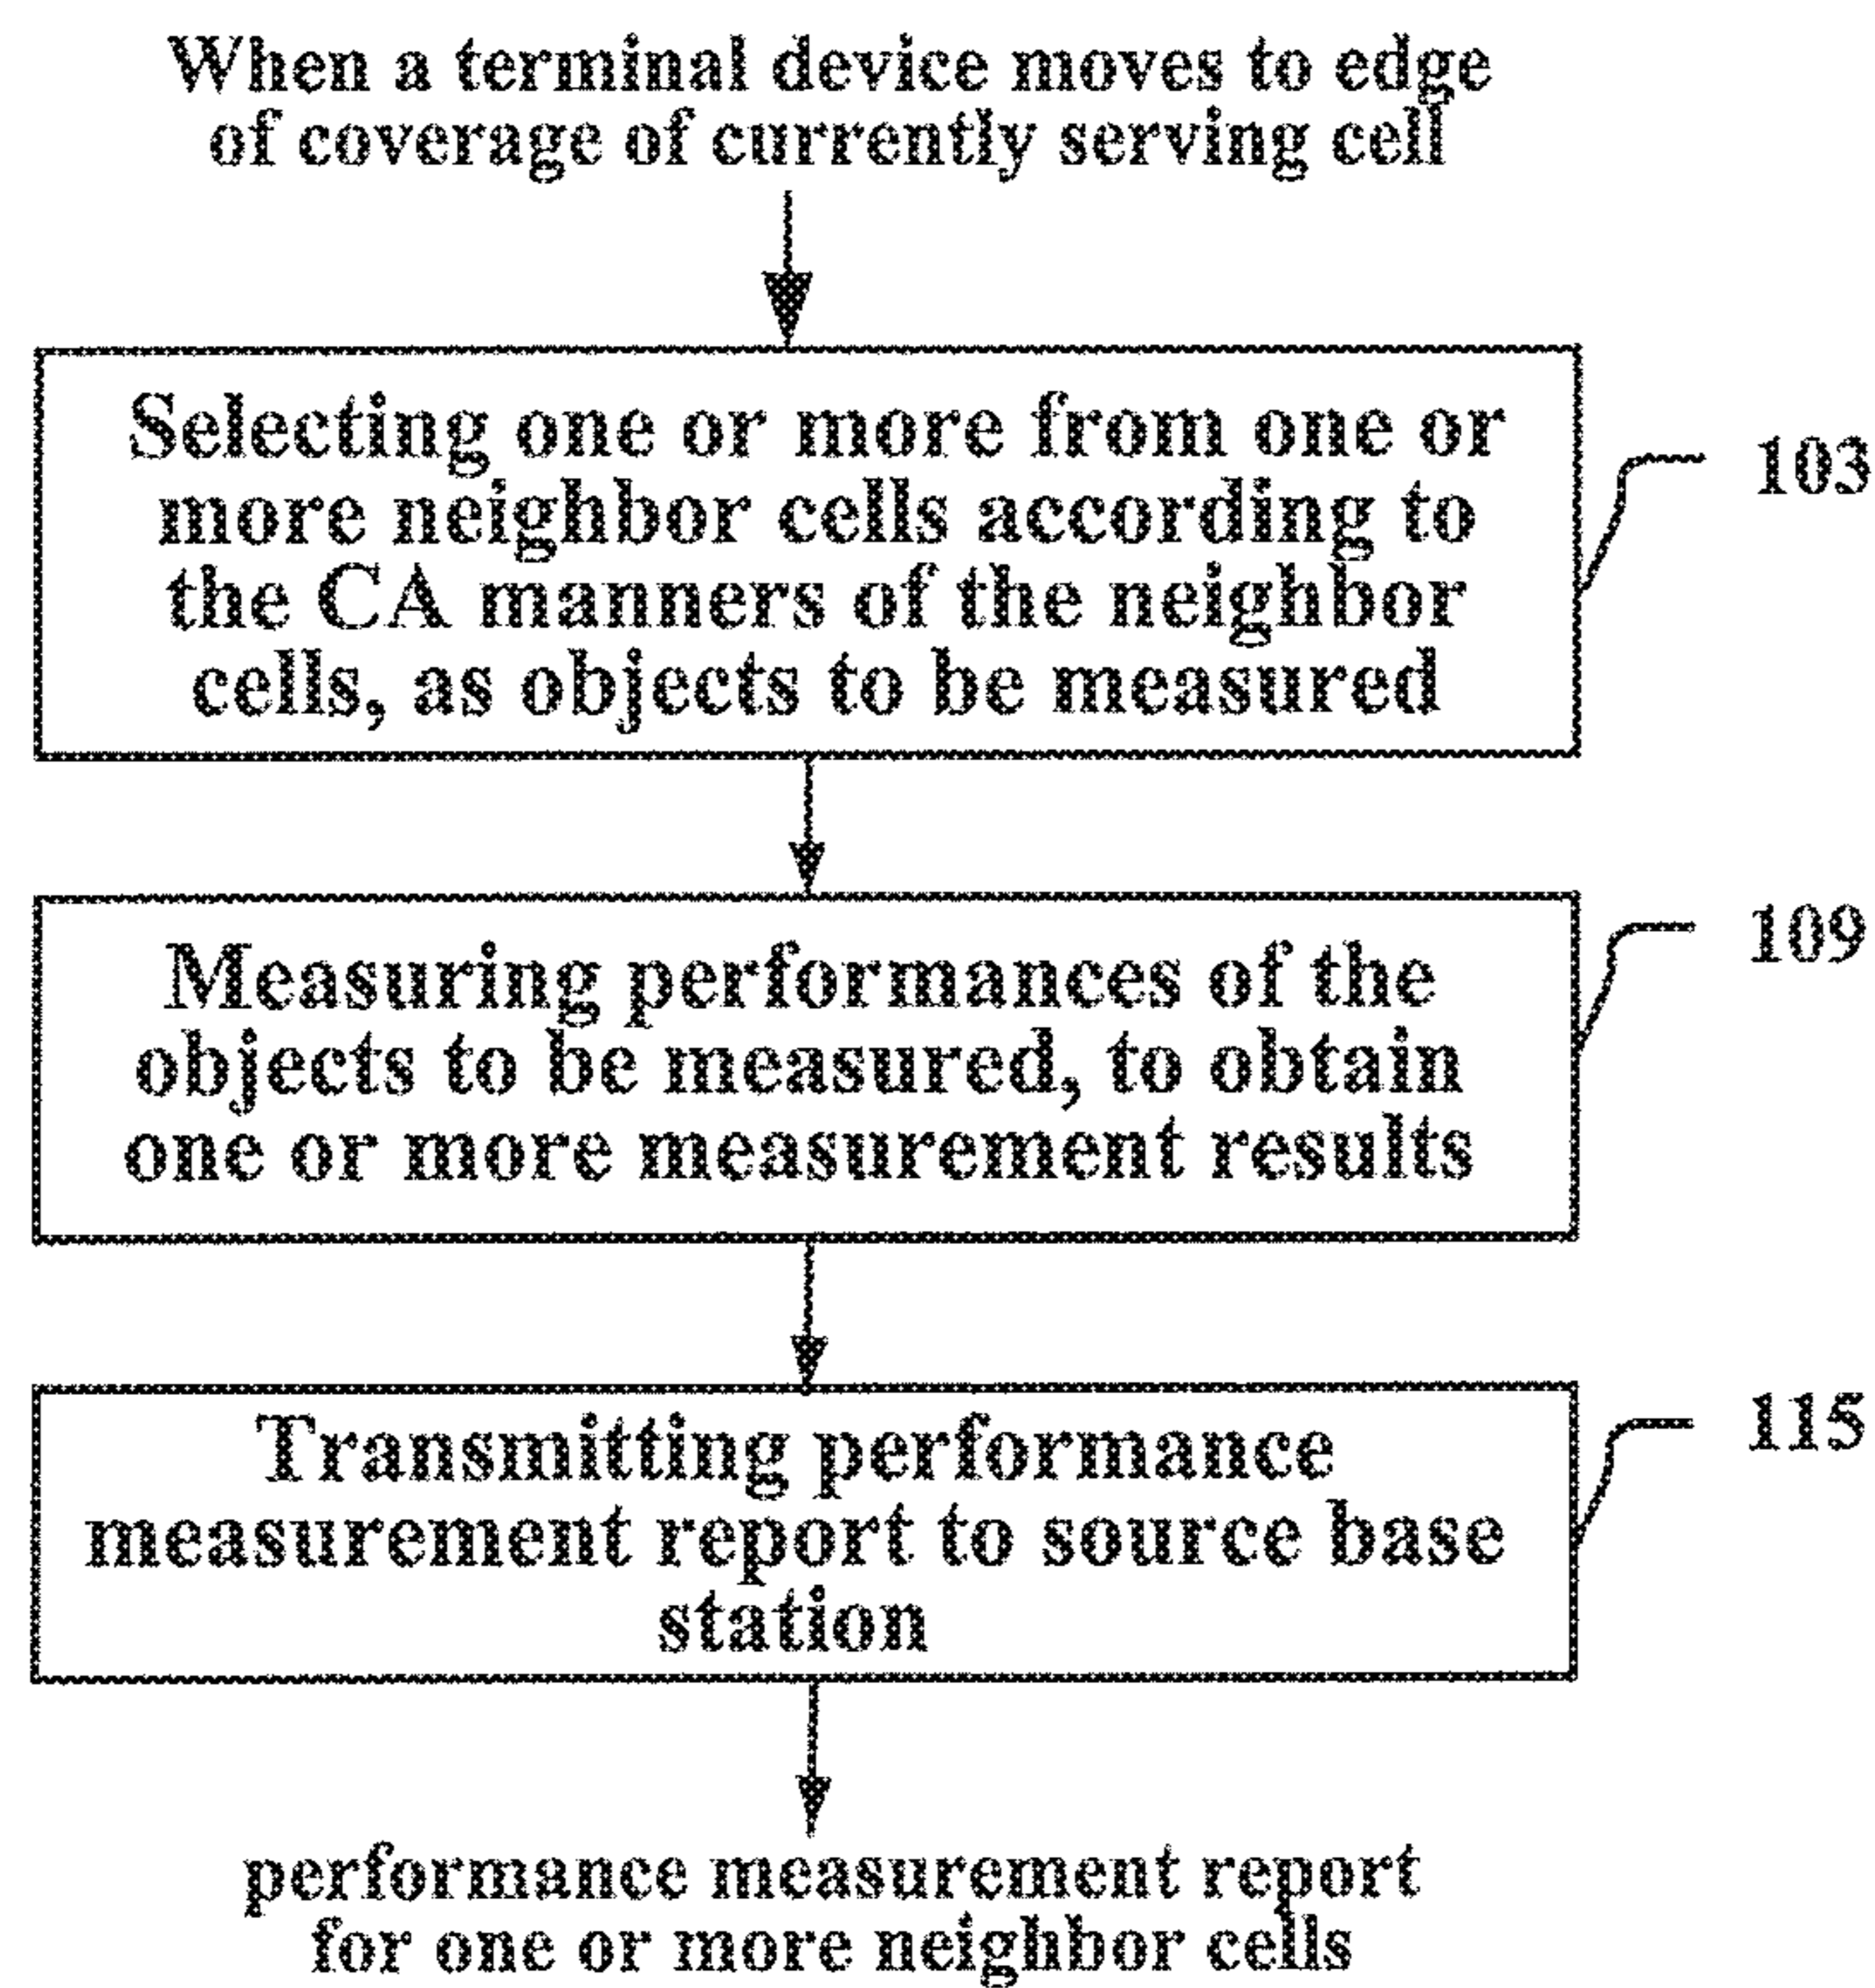 When a terminal device moves to edge
of coverage of currently serving cell
Selecting one or more from one or
more neighbor cells according to
the CA manners of the neighbor
cells, as objects to be measured
103
Measuring performances of the
objects to be measured, to obtain
one or more measurement results
109
Transmitting performance
measurement report to source base
station
115
performance measurement report
for one or more neighbor cells